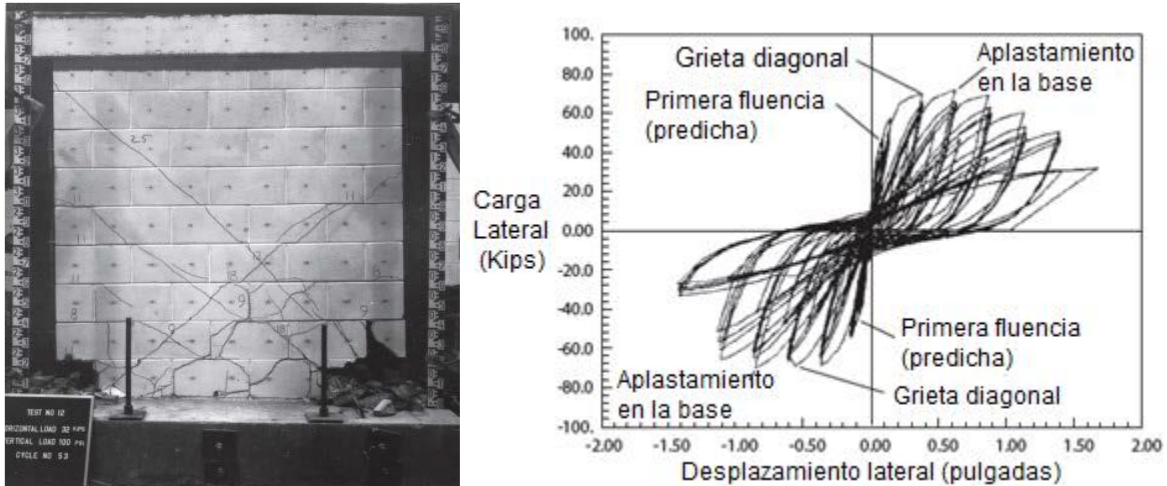 25
11
11
11
11
12
18
8
9
8
9
9
18
TEST NO 12
HORIZONTAL LOAD 32 KIPS
VERTICAL LOAD 100 PSI
CYCLE NO 53
Carga
Lateral
(Kips)
100.
80.0
60.0
40.0
20.0
0.00
-20.0
-40.0
-60.0
-80.0
-100.
Grieta diagonal
Aplastamiento
en la base
Primera fluencia
(predicha)
Primera fluencia
(predicha)
Aplastamiento
en la base
Grieta diagonal
-2.00 -1.50 -1.00 -0.50 0.00 0.50 1.00 1.50 2.00
Desplazamiento lateral (pulgadas)